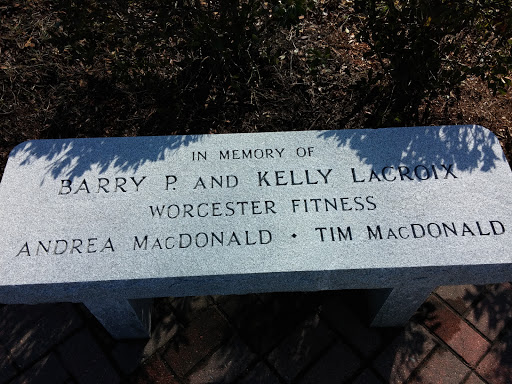 IN MEMORY OF
BARRY P. AND KELLY LACROIX
WORCESTER FITNESS
ANDREA MACDONALD • TIM MACDONALD